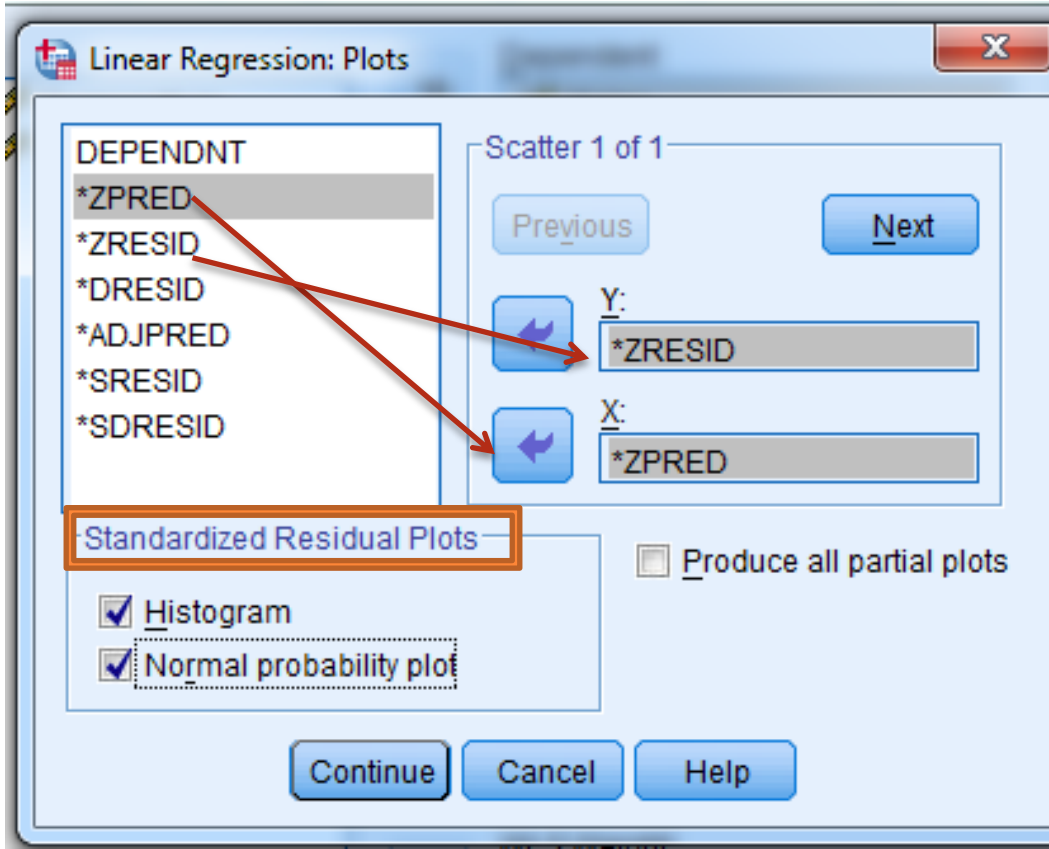 Linear Regression: Plots
DEPENDNT
*ZPRED
*ZRESID
*DRESID
*ADJPRED
*SRESID
*SDRESID
Scatter 1 of 1
Previous
Next
Y:
*ZRESID
X:
*ZPRED
Standardized Residual Plots
Histogram
Normal probability plot
Produce all partial plots
Continue
Cancel
Help